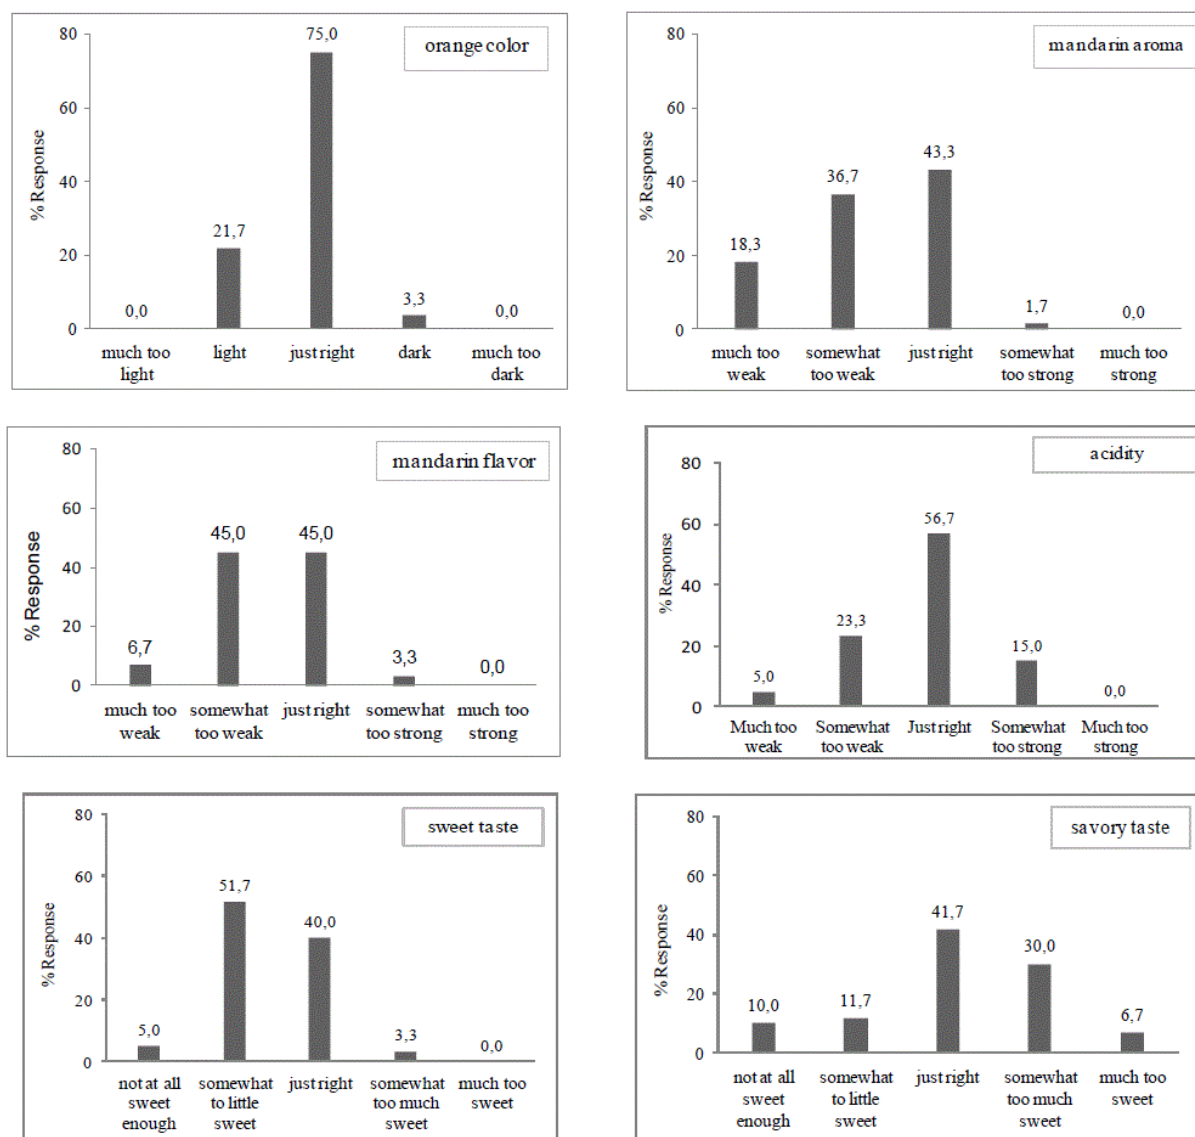 orange color
% Response
80
60
40
20
0
0,0
21,7
75,0
3,3
0,0
much too light
light
just right
dark
much too dark
mandarin aroma
% Response
80
60
40
20
0
18,3
36,7
43,3
1,7
0,0
much too weak
somewhat too weak
just right
somewhat too strong
much too strong
mandarin flavor
% Response
80
60
40
20
0
6,7
45,0
45,0
3,3
0,0
much too weak
somewhat too weak
just right
somewhat too strong
much too strong
acidity
% Response
80
60
40
20
0
5,0
23,3
56,7
15,0
0,0
Much too weak
Somewhat too weak
Just right
Somewhat too strong
Much too strong
sweet taste
% Response
80
60
40
20
0
5,0
51,7
40,0
3,3
0,0
not at all sweet enough
somewhat to little sweet
just right
somewhat too much sweet
much too sweet
savory taste
% Response
80
60
40
20
0
10,0
11,7
41,7
30,0
6,7
not at all sweet enough
somewhat to little sweet
just right
somewhat too much sweet
much too sweet